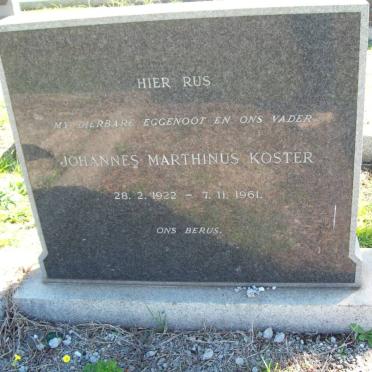 HIER RUS
MY DIERBARE EGGENOOT EN ONS VADER
JOHANNES MARTHINUS KOSTER
28. 2. 1922 - 7. 11. 1961.
ONS BERUS.